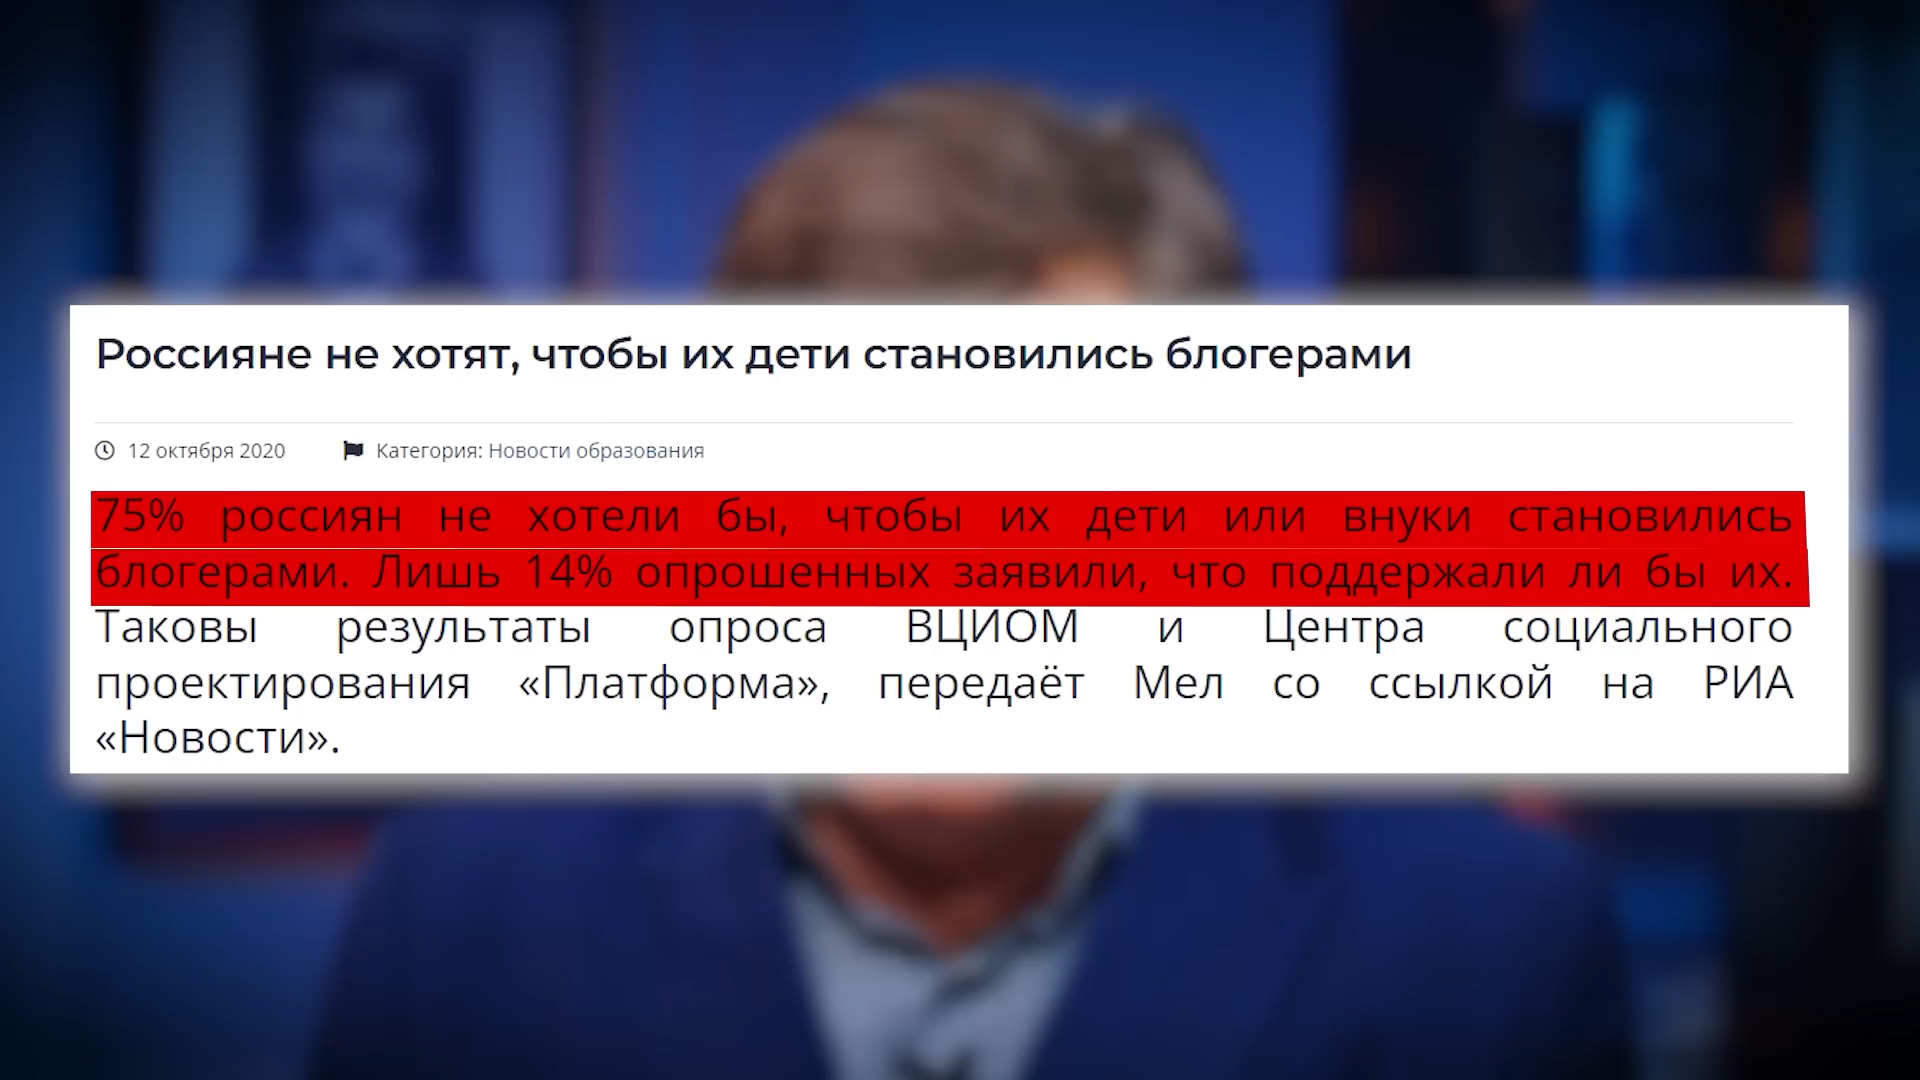 Россияне не хотят, чтобы их дети становились блогерами
12 октября 2020 Категория: Новости образования
75% россиян не хотели бы, чтобы их дети или внуки становились
блогерами. Лишь 14% опрошенных заявили, что поддержали ли бы их.
Таковы результаты опроса ВЦИОМ и Центра социального
проектирования «Платформа», передаёт Мел со ссылкой на РИА
«Новости».